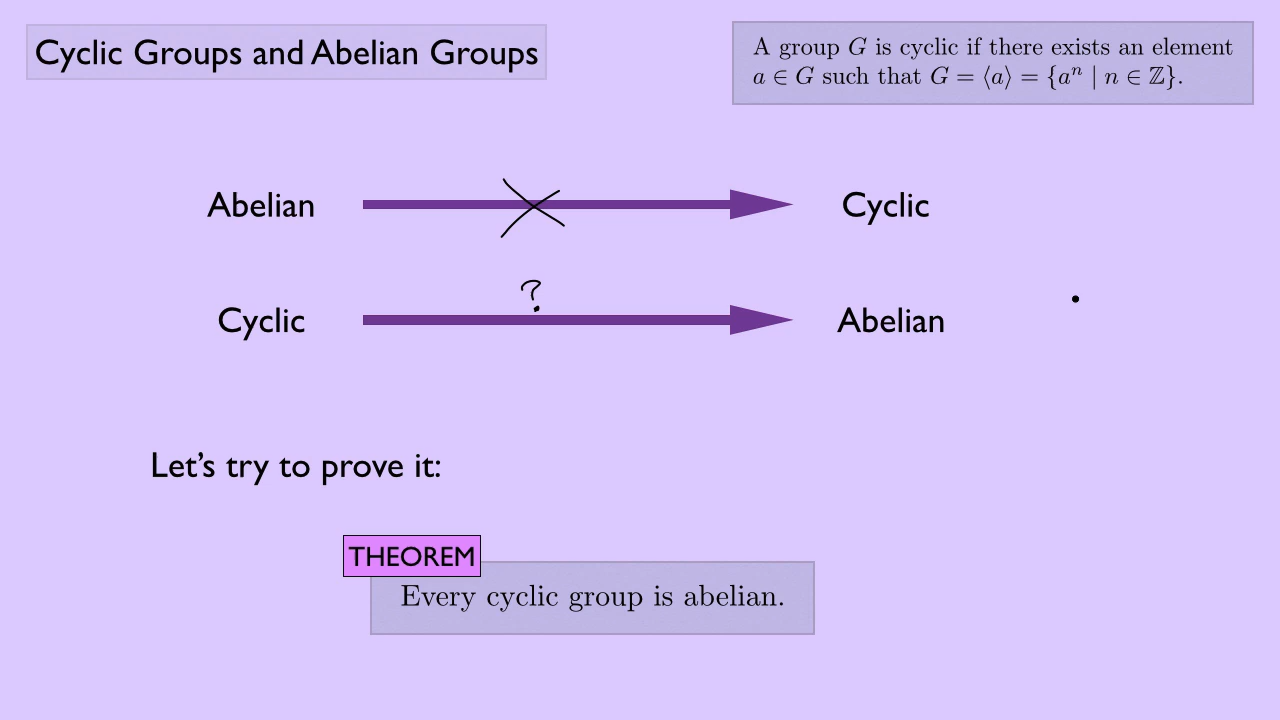 Cyclic Groups and Abelian Groups
A group G is cyclic if there exists an element
a ∈ G such that G = ⟨a⟩ = {aⁿ | n ∈ ℤ}.
Abelian
Cyclic
?
Cyclic
Abelian
Let's try to prove it:
THEOREM
Every cyclic group is abelian.